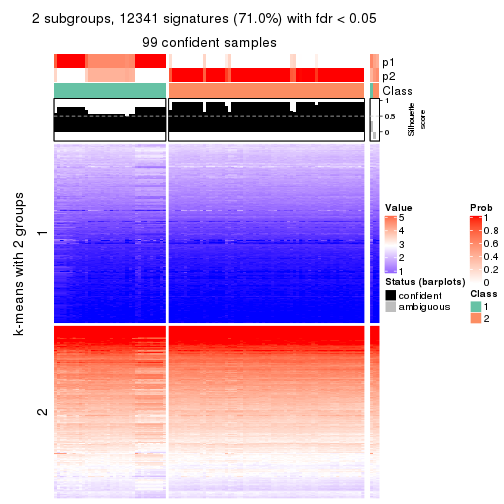 2 subgroups, 12341 signatures (71.0%) with fdr < 0.05
99 confident samples
p1
p2
Class
1
0.5
0
Silhouette
score
k-means with 2 groups
1
2
Value
5
4
3
2
1
Status (barplots)
confident
ambiguous
Prob
1
0.8
0.6
0.4
0.2
0
Class
1
2